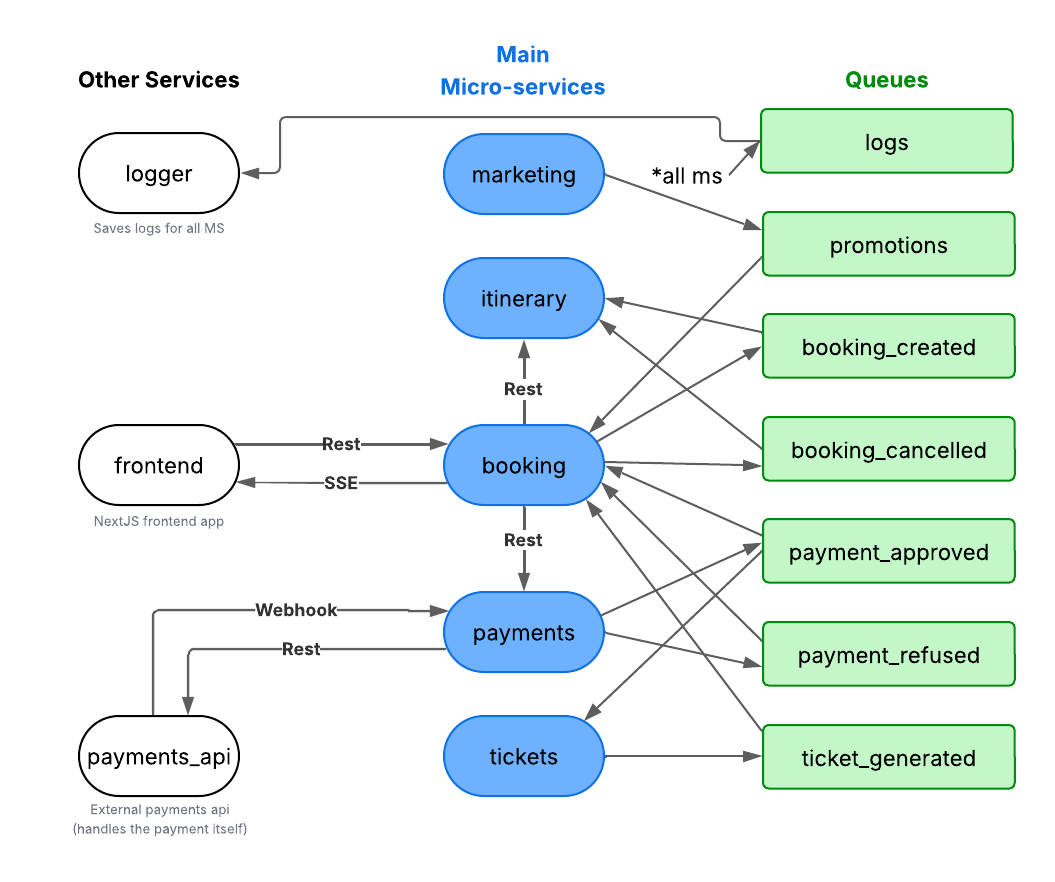 Main
Micro-services
Other Services
Queues
logs
logger
marketing
*all ms
Saves logs for all MS
promotions
itinerary
booking_created
Rest
Rest
frontend
booking
booking_cancelled
SSE
NextJS frontend app
Rest
payment_approved
Webhook
payments
Rest
payment_refused
payments_api
tickets
ticket_generated
External payments api
(handles the payment itself)